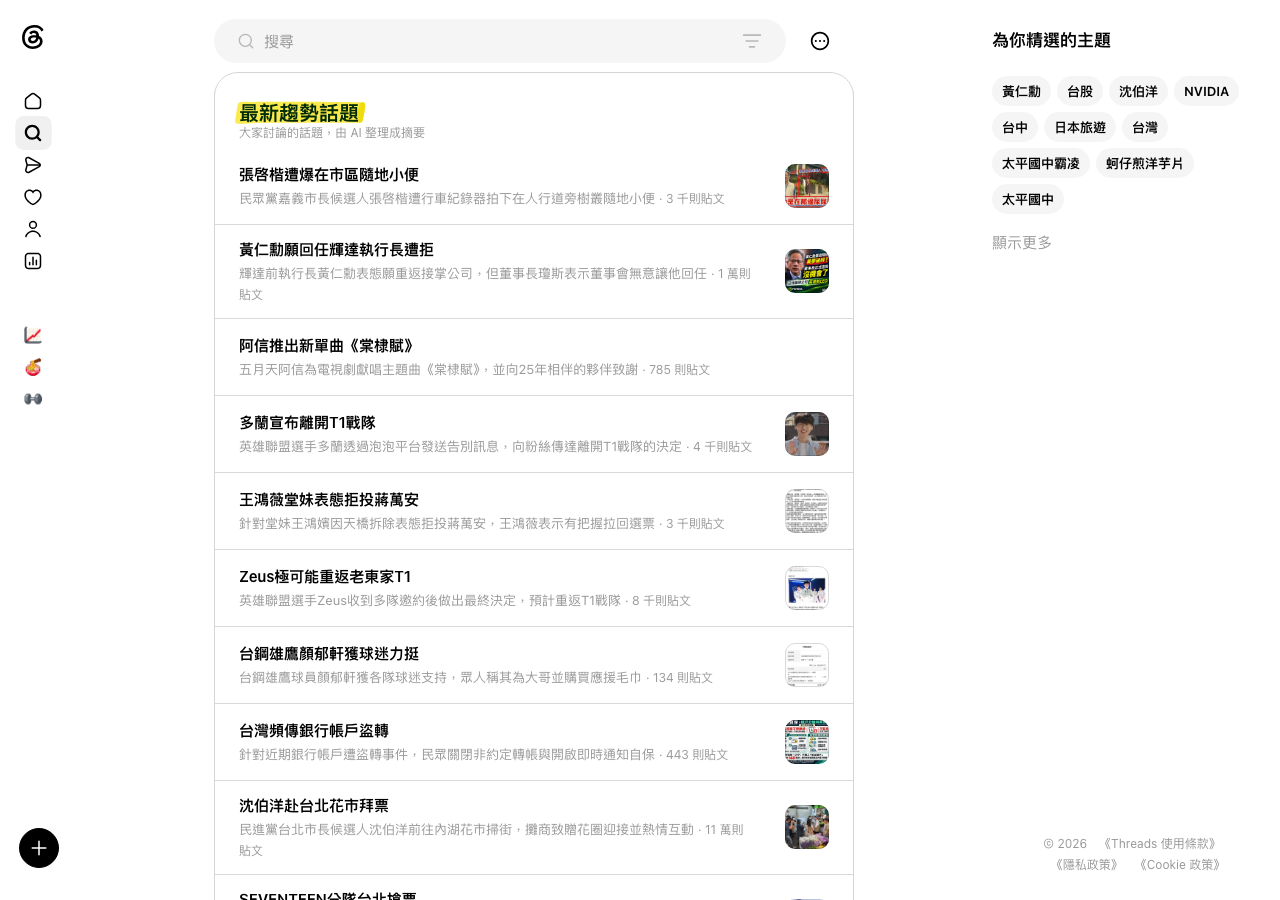 搜尋
最新趨勢話題
大家討論的話題，由 AI 整理成摘要
張啓楷遭爆在市區隨地小便
民眾黨嘉義市長候選人張啓楷遭行車紀錄器拍下在人行道旁樹叢隨地小便 · 3 千則貼文
黃仁勳願回任輝達執行長遭拒
輝達前執行長黃仁勳表態願重返接掌公司，但董事長瓊斯表示董事會無意讓他回任 · 1 萬則
貼文
阿信推出新單曲《棠棣賦》
五月天阿信為電視劇獻唱主題曲《棠棣賦》，並向25年相伴的夥伴致謝 · 785 則貼文
多蘭宣布離開T1戰隊
英雄聯盟選手多蘭透過泡泡平台發送告別訊息，向粉絲傳達離開T1戰隊的決定 · 4 千則貼文
王鴻薇堂妹表態拒投蔣萬安
針對堂妹王鴻嬪因天橋拆除表態拒投蔣萬安，王鴻薇表示有把握拉回選票 · 3 千則貼文
Zeus極可能重返老東家T1
英雄聯盟選手Zeus收到多隊邀約後做出最終決定，預計重返T1戰隊 · 8 千則貼文
台鋼雄鷹顏郁軒獲球迷力挺
台鋼雄鷹球員顏郁軒獲各隊球迷支持，眾人稱其為大哥並購買應援毛巾 · 134 則貼文
台灣頻傳銀行帳戶盜轉
針對近期銀行帳戶遭盜轉事件，民眾關閉非約定轉帳與開啟即時通知自保 · 443 則貼文
沈伯洋赴台北花市拜票
民進黨台北市長候選人沈伯洋前往內湖花市掃街，攤商致贈花圈迎接並熱情互動 · 11 萬則
貼文
SEVENTEEN分隊台北搶票
為你精選的主題
黃仁勳 台股 沈伯洋 NVIDIA
台中 日本旅遊 台灣
太平國中霸凌 蚵仔煎洋芋片
太平國中
顯示更多
© 2026 《Threads 使用條款》
《隱私政策》 《Cookie 政策》